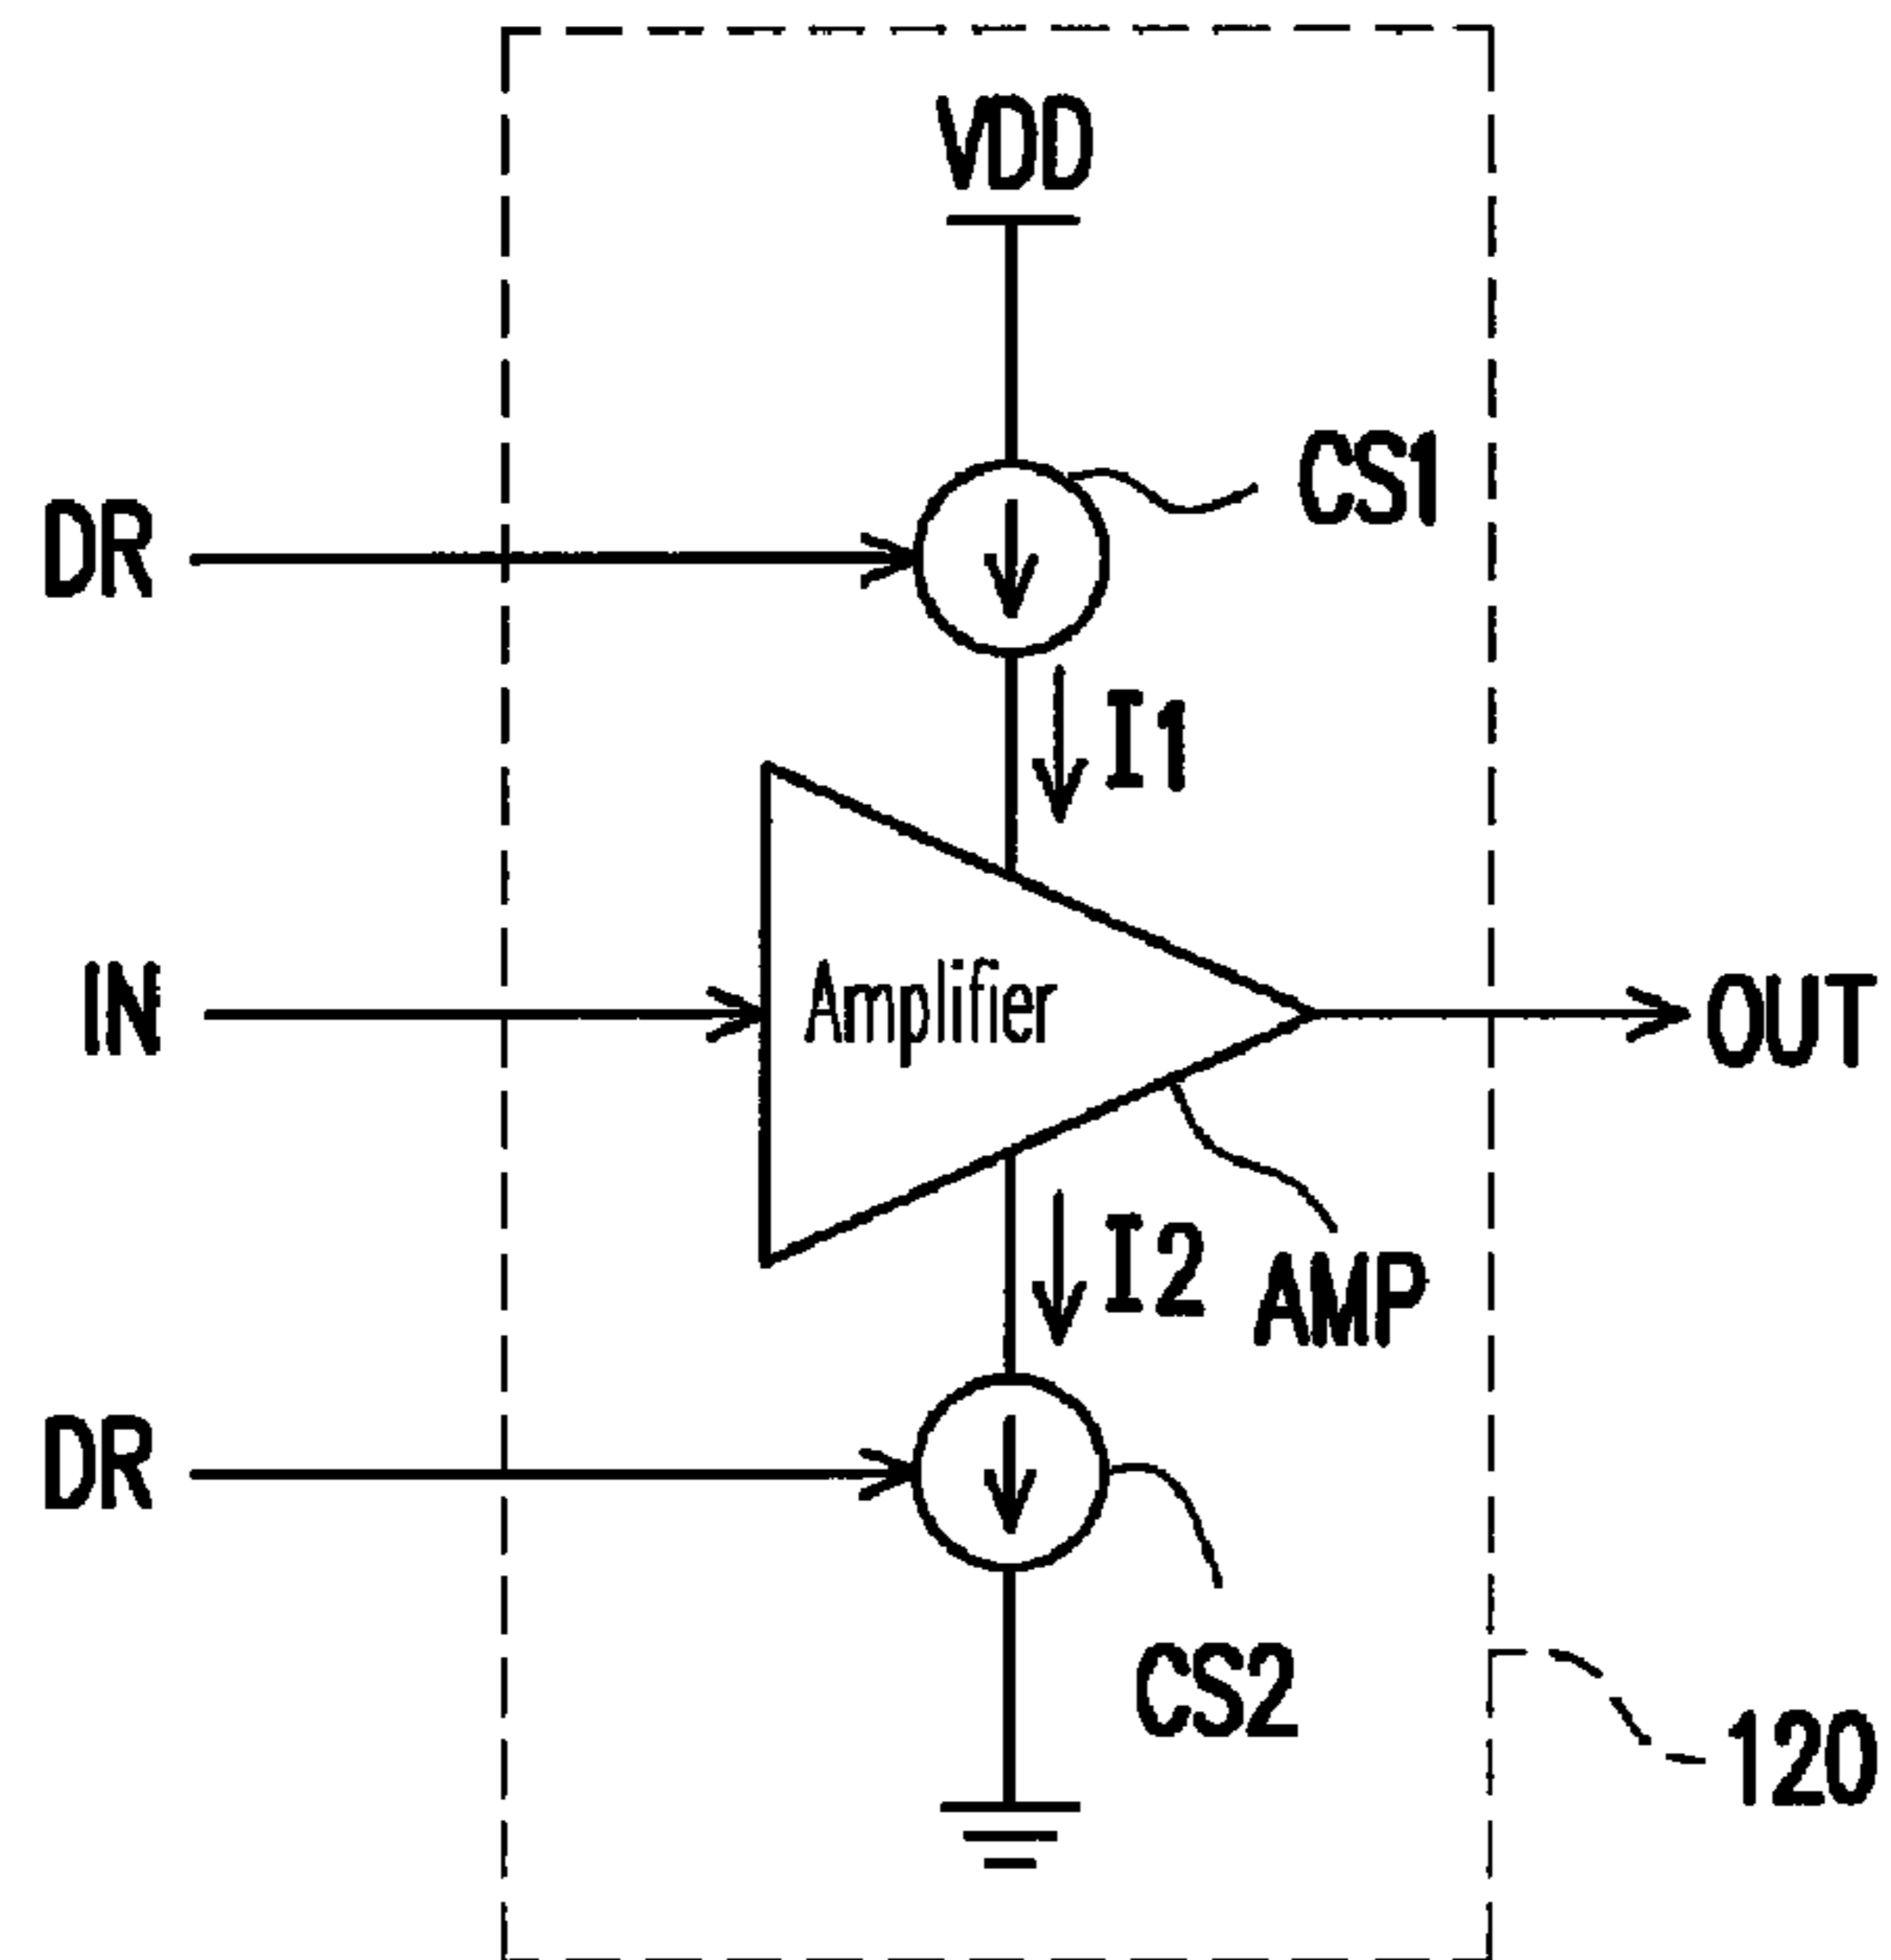 VDD
CS1
DR
I1
IN
Amplifier
OUT
I2
AMP
DR
CS2
120